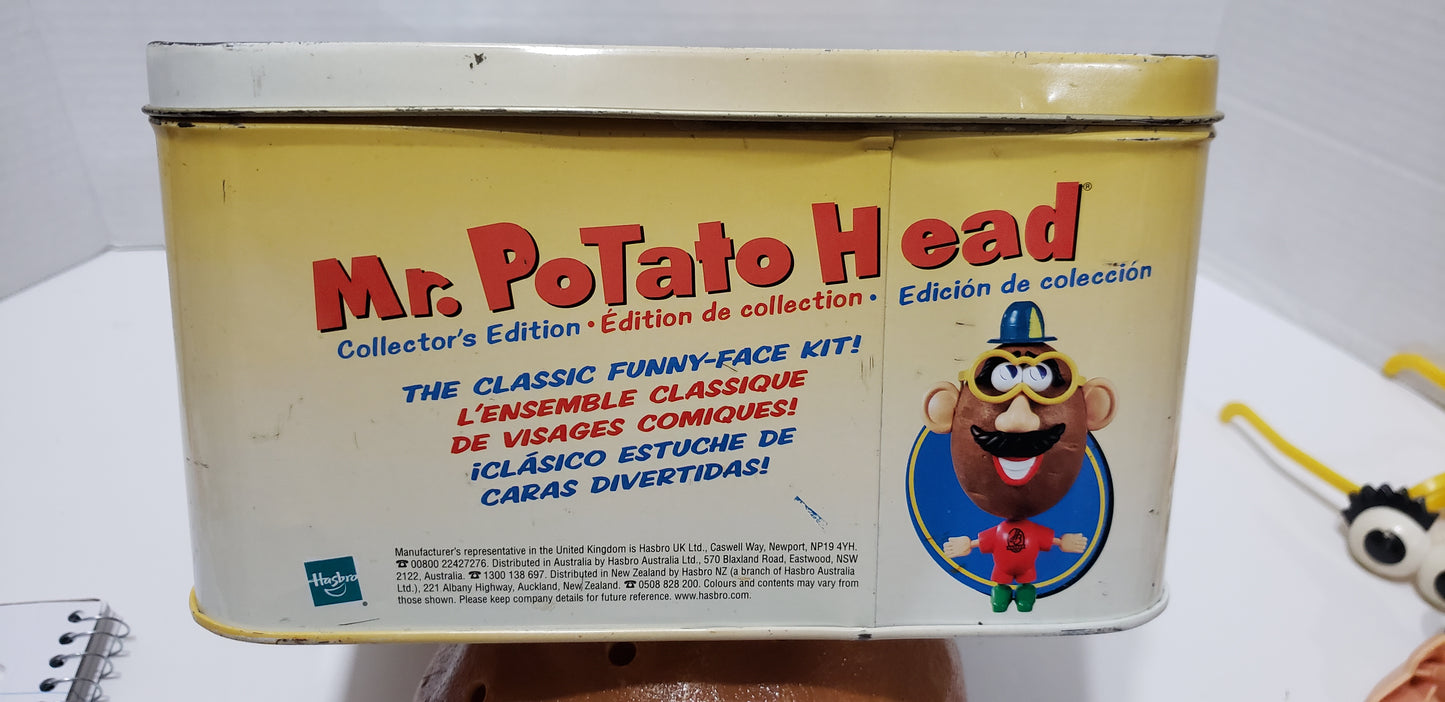 Mr. PoTaTo Head®
Collector's Edition • Édition de collection • Edición de colección
THE CLASSIC FUNNY-FACE KIT!
L'ENSEMBLE CLASSIQUE
DE VISAGES COMIQUES!
¡CLÁSICO ESTUCHE DE
CARAS DIVERTIDAS!
Hasbro
Manufacturer's representative in the United Kingdom is Hasbro UK Ltd., Caswell Way, Newport, NP19 4YH.
☎ 00800 22427276. Distributed in Australia by Hasbro Australia Ltd., 570 Blaxland Road, Eastwood, NSW
2122, Australia. ☎ 1300 138 697. Distributed in New Zealand by Hasbro NZ (a branch of Hasbro Australia
Ltd.), 221 Albany Highway, Auckland, New Zealand. ☎ 0508 828 200. Colours and contents may vary from
those shown. Please keep company details for future reference. www.hasbro.com.